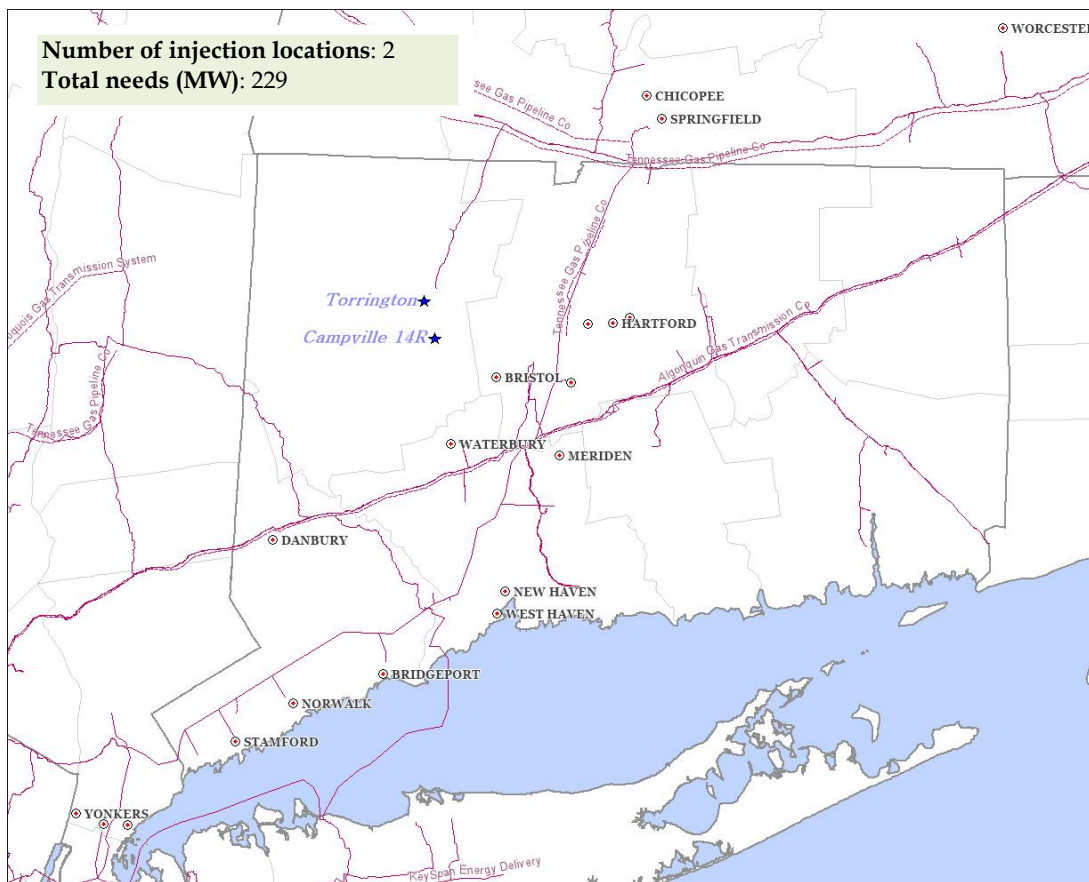 Number of injection locations: 2
Total needs (MW): 229
WORCESTER
CHICOPEE
SPRINGFIELD
see Gas Pipeline Co
Tennessee Gas Pipeline Co
Tennessee Gas Pipeline Co
oquois Gas Transmission System
Torrington
Campville 14R
HARTFORD
Algonquin Gas Transmission Co
Tennessee Gas Pipeline Co
BRISTOL
WATERBURY
MERIDEN
DANBURY
NEW HAVEN
WEST HAVEN
BRIDGEPORT
NORWALK
STAMFORD
YONKERS
KeySpan Energy Delivery